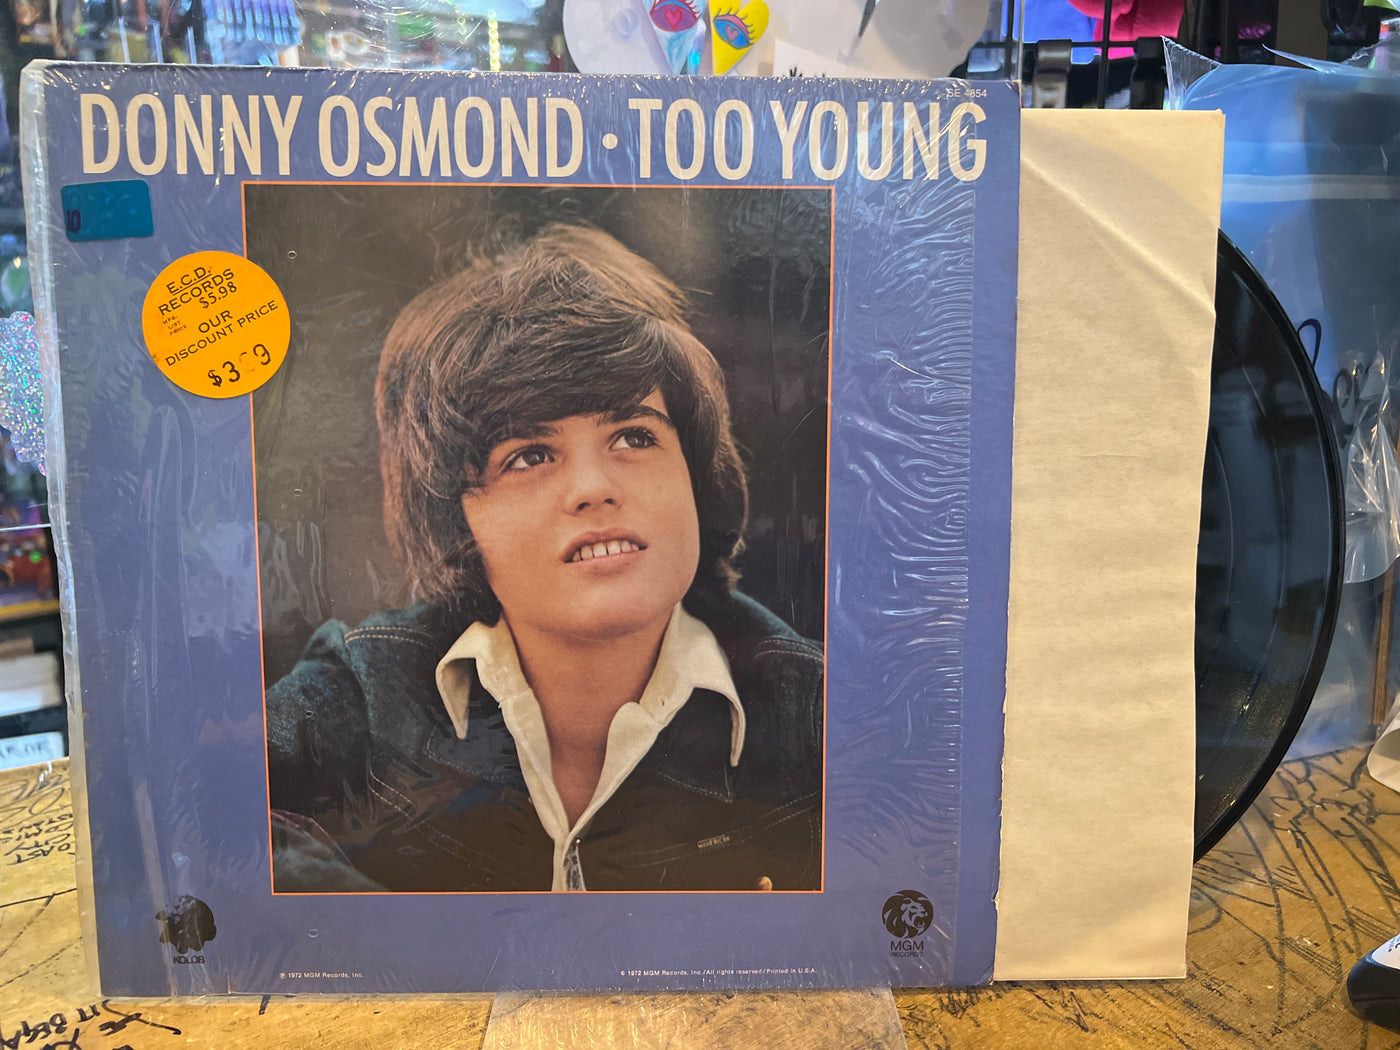 SE 4854
DONNY OSMOND · TOO YOUNG
E.C.D.
RECORDS
MFG.
LIST
PRICE
$5.98
OUR
DISCOUNT PRICE
KOLOB
MGM
RECORDS
℗ 1972 MGM Records, Inc.
© 1972 MGM Records, Inc./All rights reserved/Printed in U.S.A.